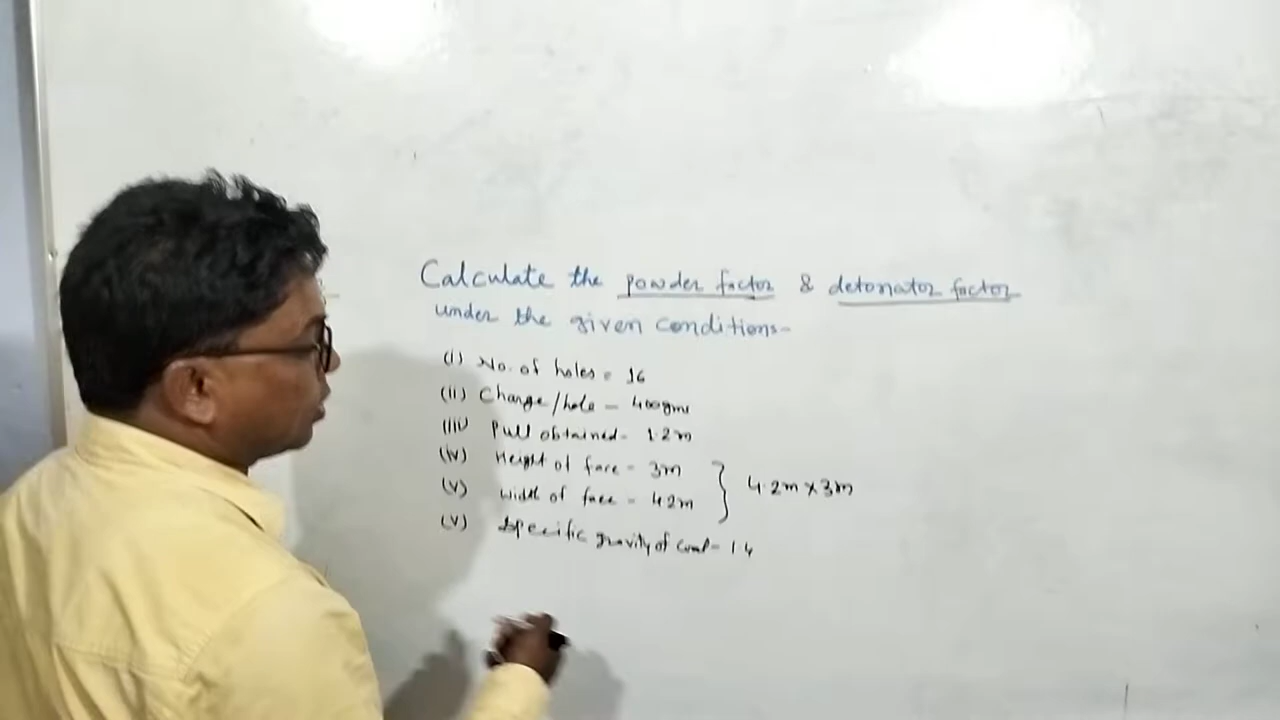 Calculate the powder factor & detonator factor
under the given conditions-
(i) No. of holes = 16
(ii) Charge/hole - 400gms
(iii) Pull obtained - 1.2m
(iv) Height of face - 3m
(v) width of face - 4.2m } 4.2m x 3m
(v) Specific gravity of coal - 1.4